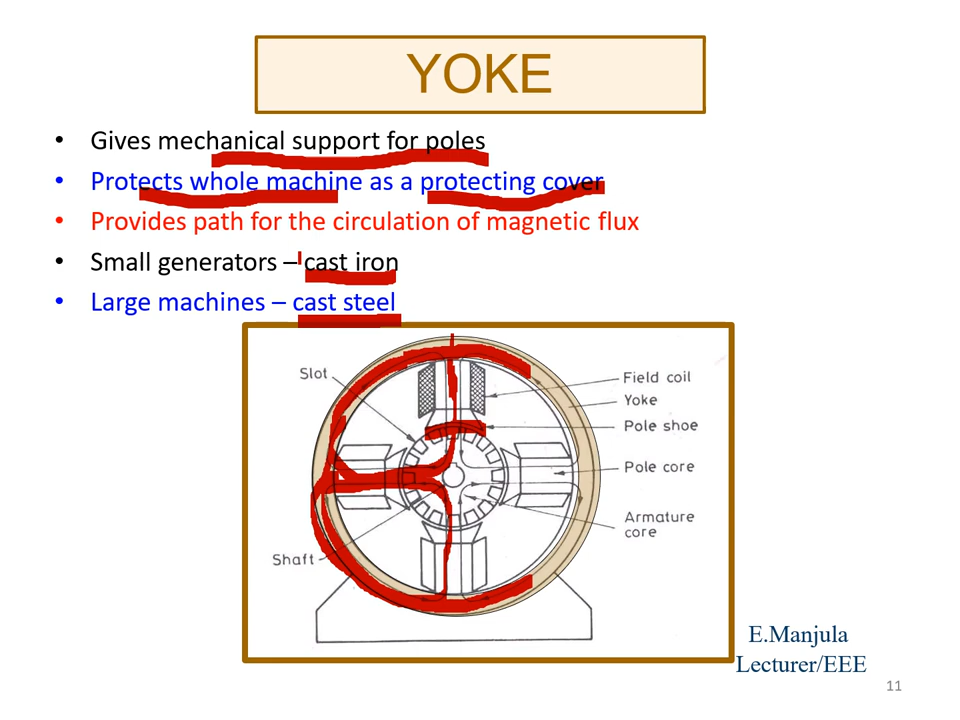 YOKE
• Gives mechanical support for poles
• Protects whole machine as a protecting cover
• Provides path for the circulation of magnetic flux
• Small generators – cast iron
• Large machines – cast steel
Slot
Field coil
Yoke
Pole shoe
Pole core
Armature
core
Shaft
E.Manjula
Lecturer/EEE
11